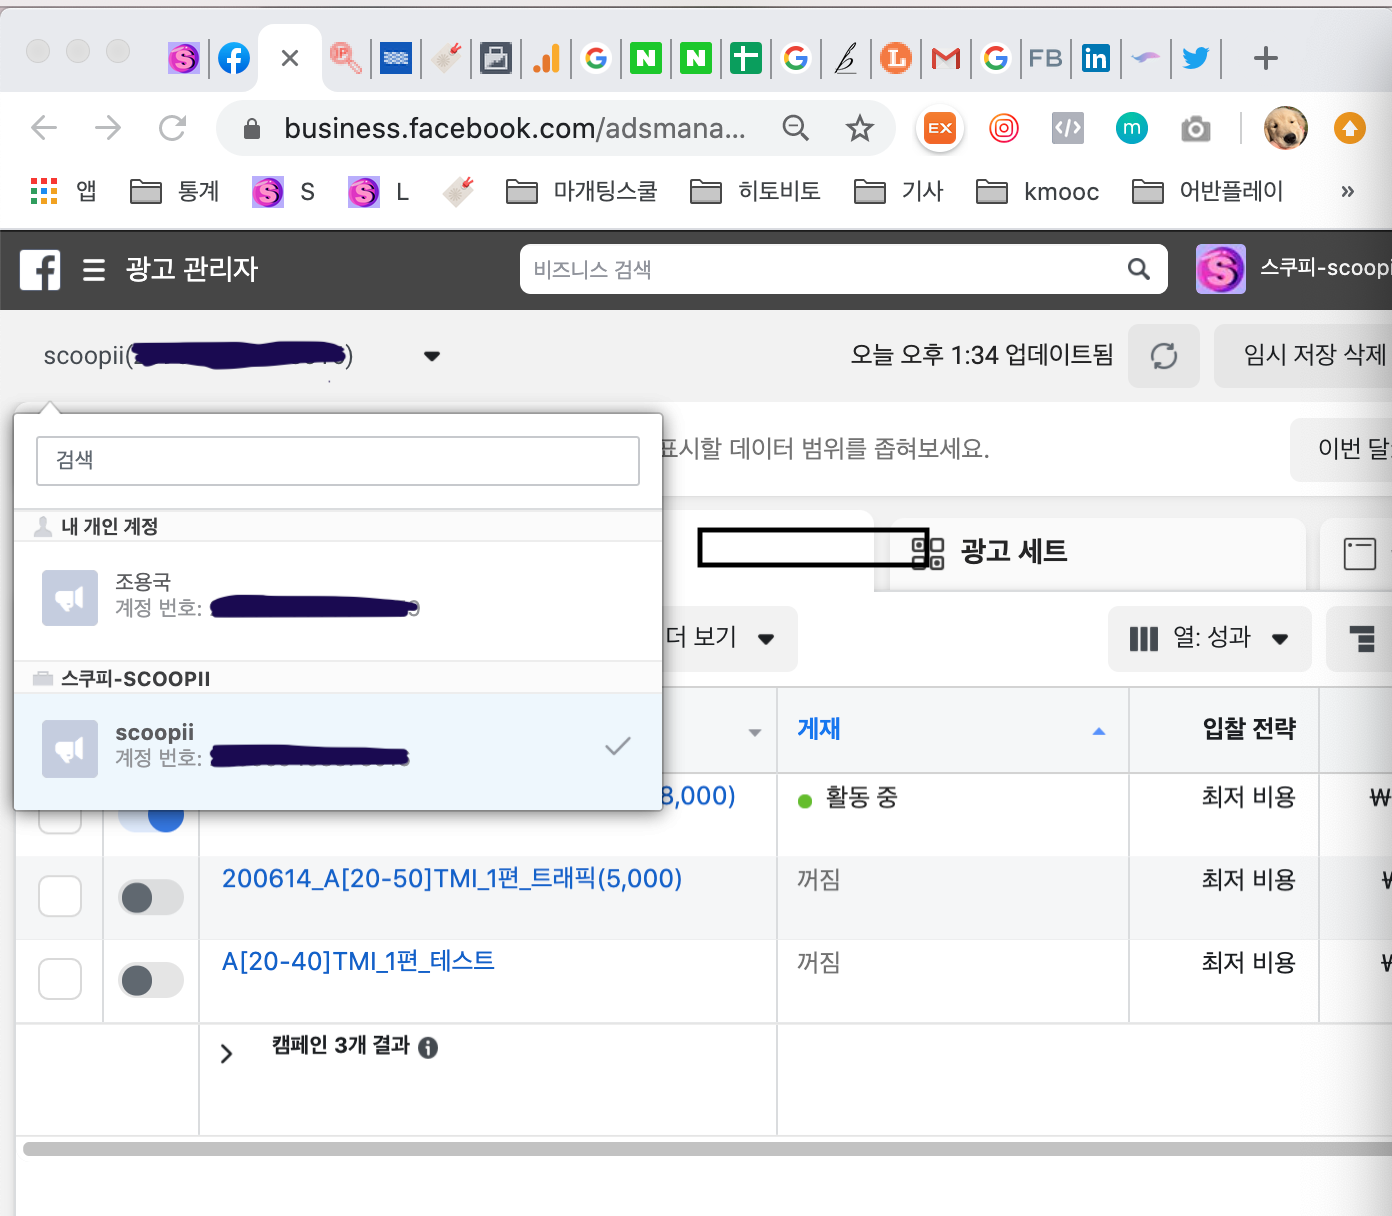 FB
business.facebook.com/adsmana...
EX
m
앱
통계
S
L
마개팅스쿨
히토비토
기사
kmooc
어반플레이
»
광고 관리자
비즈니스 검색
스쿠피-scoopi
scoopii(
)
오늘 오후 1:34 업데이트됨
임시 저장 삭제
검색
표시할 데이터 범위를 좁혀보세요.
이번 달:
내 개인 계정
조용국
계정 번호:
스쿠피-SCOOPII
scoopii
계정 번호:
광고 세트
더 보기
열: 성과
게재
입찰 전략
8,000)
활동 중
최저 비용
₩
200614_A[20-50]TMI_1편_트래픽(5,000)
꺼짐
최저 비용
A[20-40]TMI_1편_테스트
꺼짐
최저 비용
캠페인 3개 결과